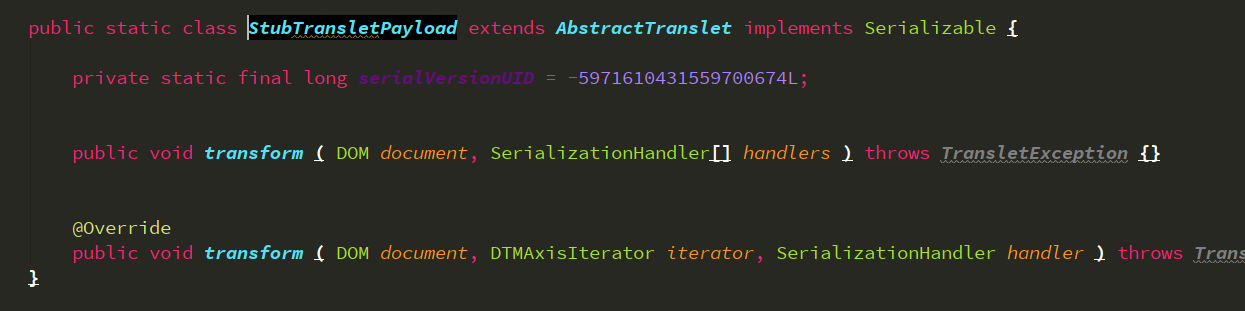 public static class StubTransletPayload extends AbstractTranslet implements Serializable {
private static final long serialVersionUID = -5971610431559700674L;
public void transform ( DOM document, SerializationHandler[] handlers ) throws TransletException {}
@Override
public void transform ( DOM document, DTMAxisIterator iterator, SerializationHandler handler ) throws Trans
}